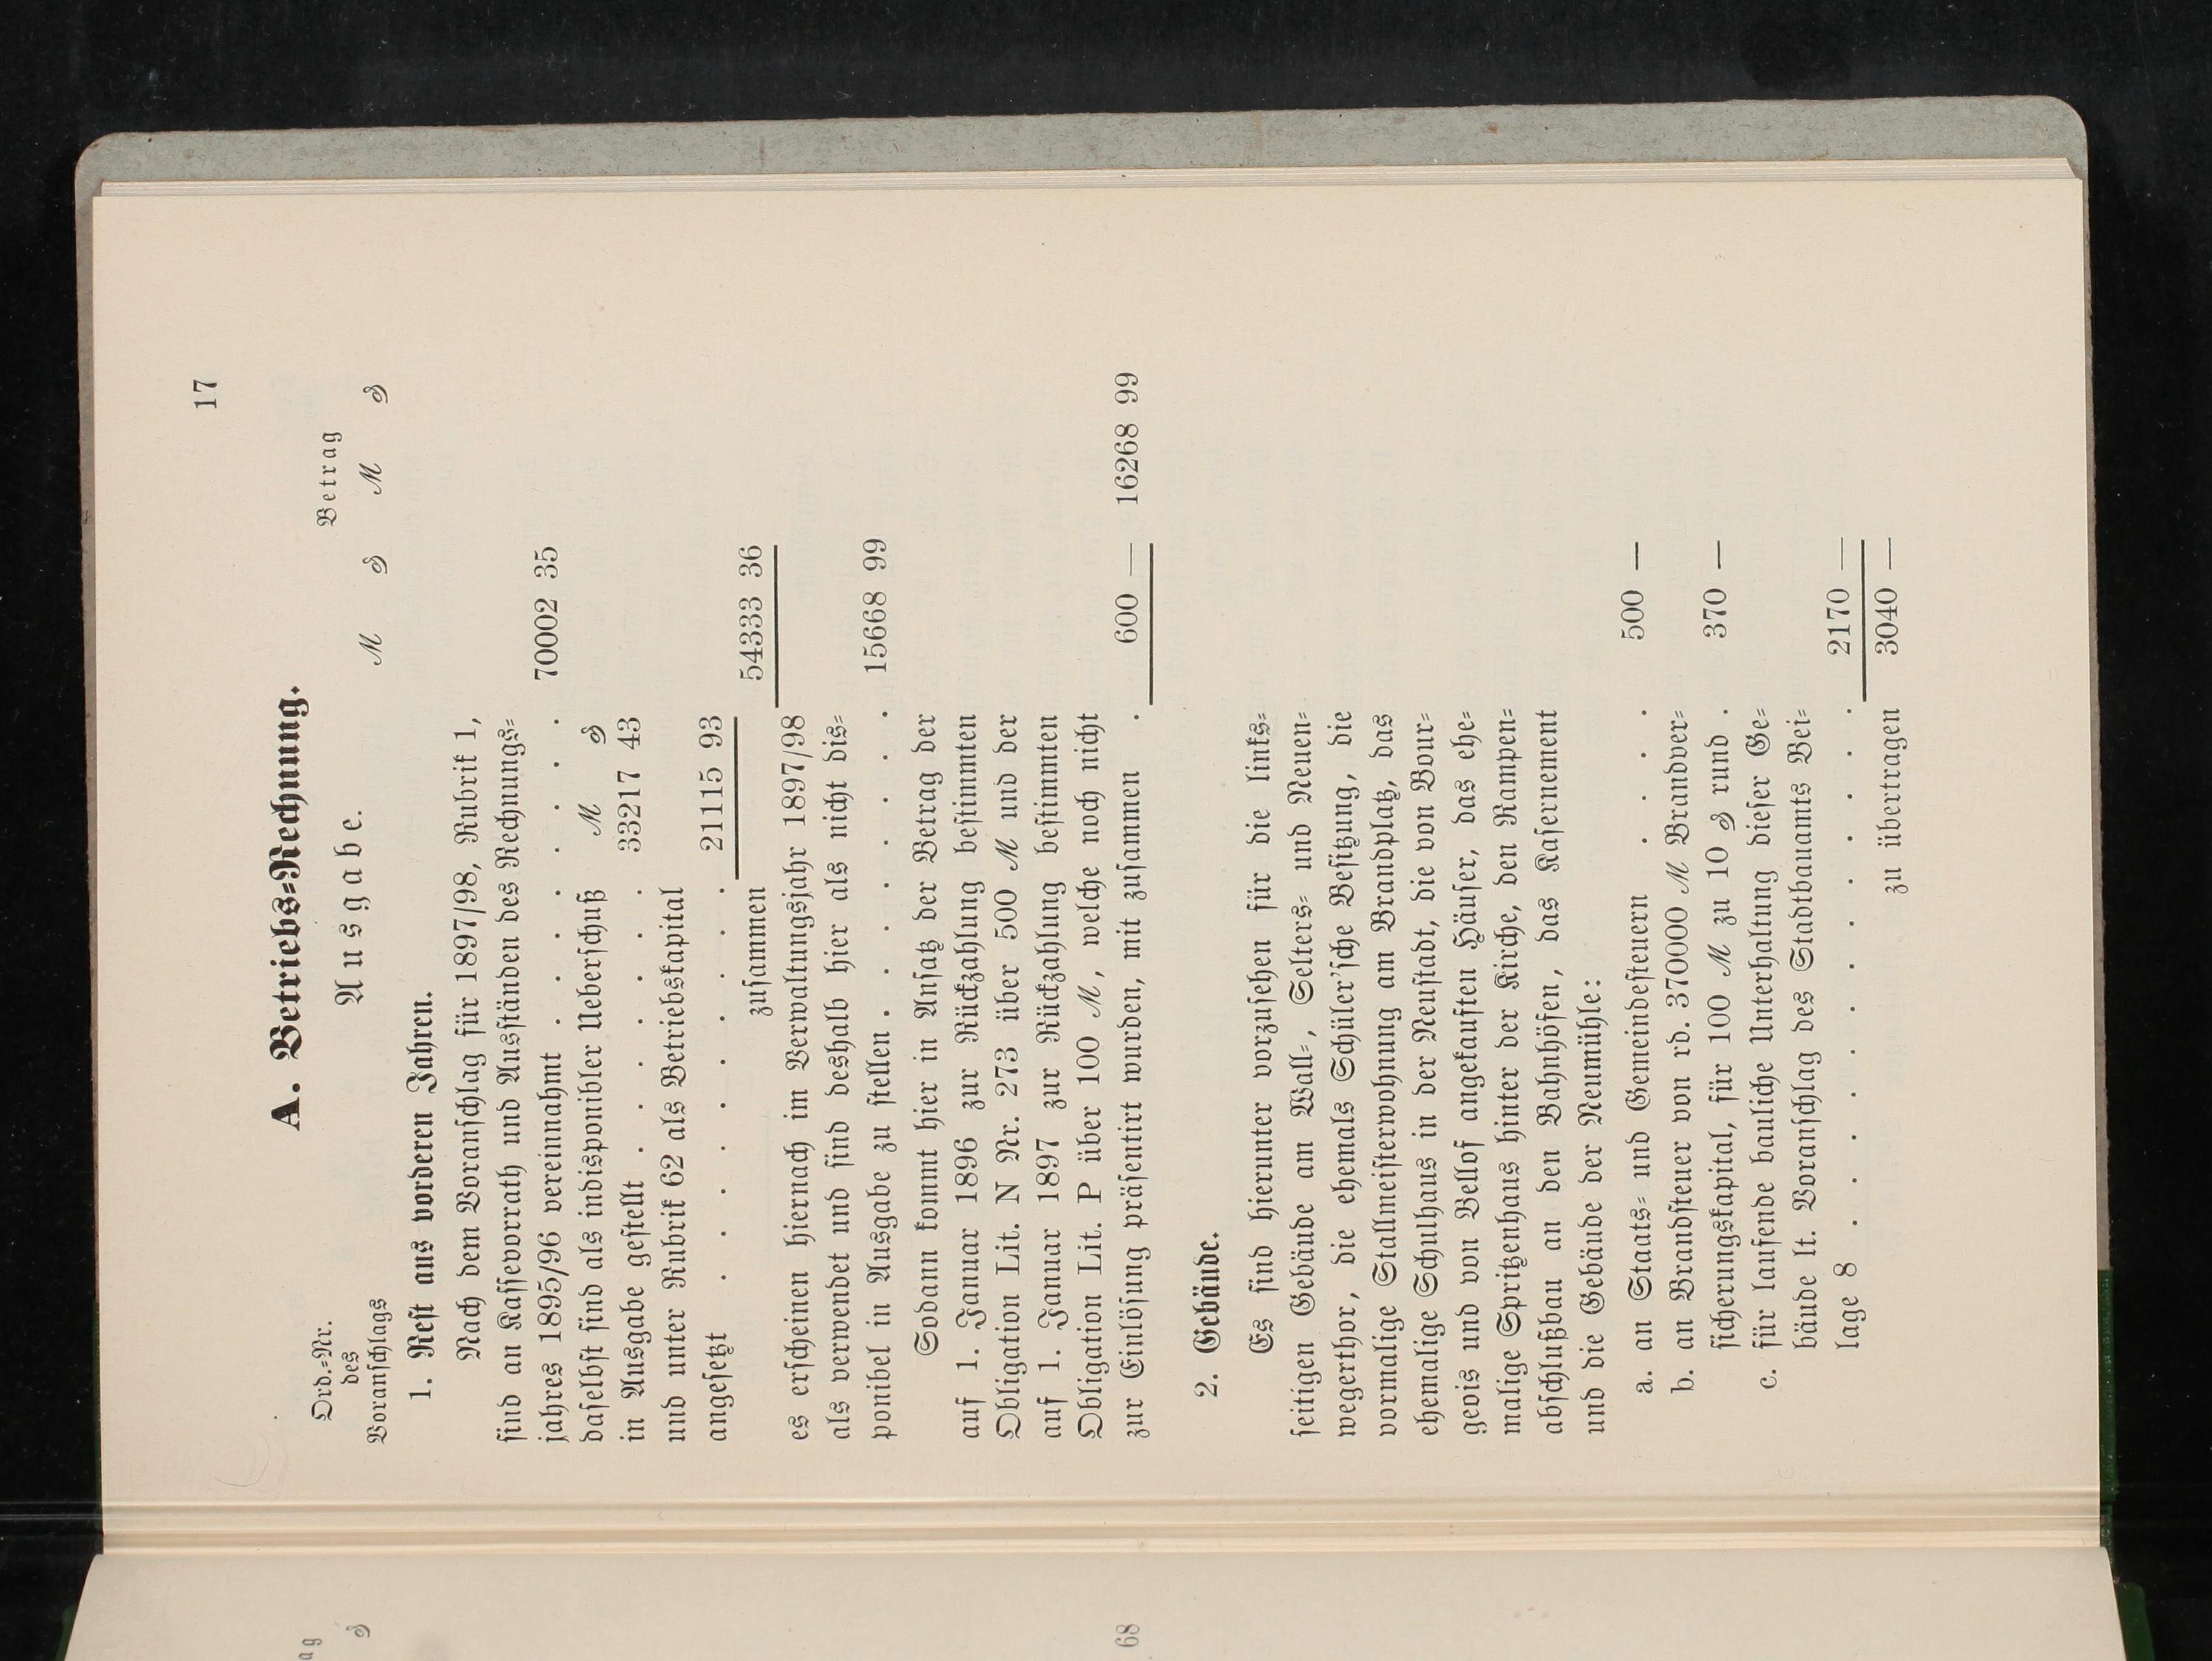 17
A. Betriebs=Rechnung.
Ord.=Nr.
des
Voranschlags
Ausgabe.
Betrag
ℳ ₰ ℳ ₰
1. Rest aus vorderen Jahren.
Nach dem Voranschlag für 1897/98, Rubrik 1,
sind an Kassevorrath und Ausständen des Rechnungs=
jahres 1895/96 vereinnahmt . . . . . 70002 35
daselbst sind als indisponibler Ueberschuß ℳ ₰
in Ausgabe gestellt . . . . . 33217 43
und unter Rubrik 62 als Betriebskapital
angesetzt . . . . . . 21115 93
zusammen 54333 36
es erscheinen hiernach im Verwaltungsjahr 1897/98
als verwendet und sind deshalb hier als nicht dis=
ponibel in Ausgabe zu stellen . . . . . . 15668 99
Sodann kommt hier in Ansatz der Betrag der
auf 1. Januar 1896 zur Rückzahlung bestimmten
Obligation Lit. N Nr. 273 über 500 ℳ und der
auf 1. Januar 1897 zur Rückzahlung bestimmten
Obligation Lit. P über 100 ℳ, welche noch nicht
zur Einlösung präsentirt wurden, mit zusammen . 600 — 16268 99
2. Gebäude.
Es sind hierunter vorzusehen für die links=
seitigen Gebäude am Wall=, Selters= und Neuen=
wegerthor, die ehemals Schüler'sche Besitzung, die
vormalige Stallmeisterwohnung am Brandplatz, das
ehemalige Schulhaus in der Neustadt, die von Bour=
geois und von Bellof angekauften Häuser, das ehe=
malige Spritzenhaus hinter der Kirche, den Rampen=
abschlußbau an den Bahnhöfen, das Kasernement
und die Gebäude der Neumühle:
a. an Staats= und Gemeindesteuern . . . . 500 —
b. an Brandsteuer von rd. 370000 ℳ Brandver=
sicherungskapital, für 100 ℳ zu 10 ₰ rund . 370 —
c. für laufende bauliche Unterhaltung dieser Ge=
bäude lt. Voranschlag des Stadtbauamts Bei=
lage 8 . . . . . . . . . . . . . 2170 —
zu übertragen 3040 —
ag
₰
68